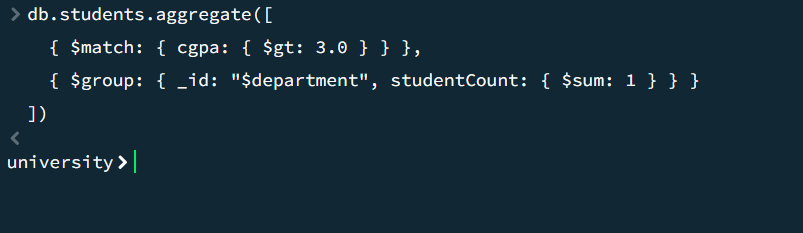 > db.students.aggregate([
{ $match: { cgpa: { $gt: 3.0 } } },
{ $group: { _id: "$department", studentCount: { $sum: 1 } } }
])
<
university>